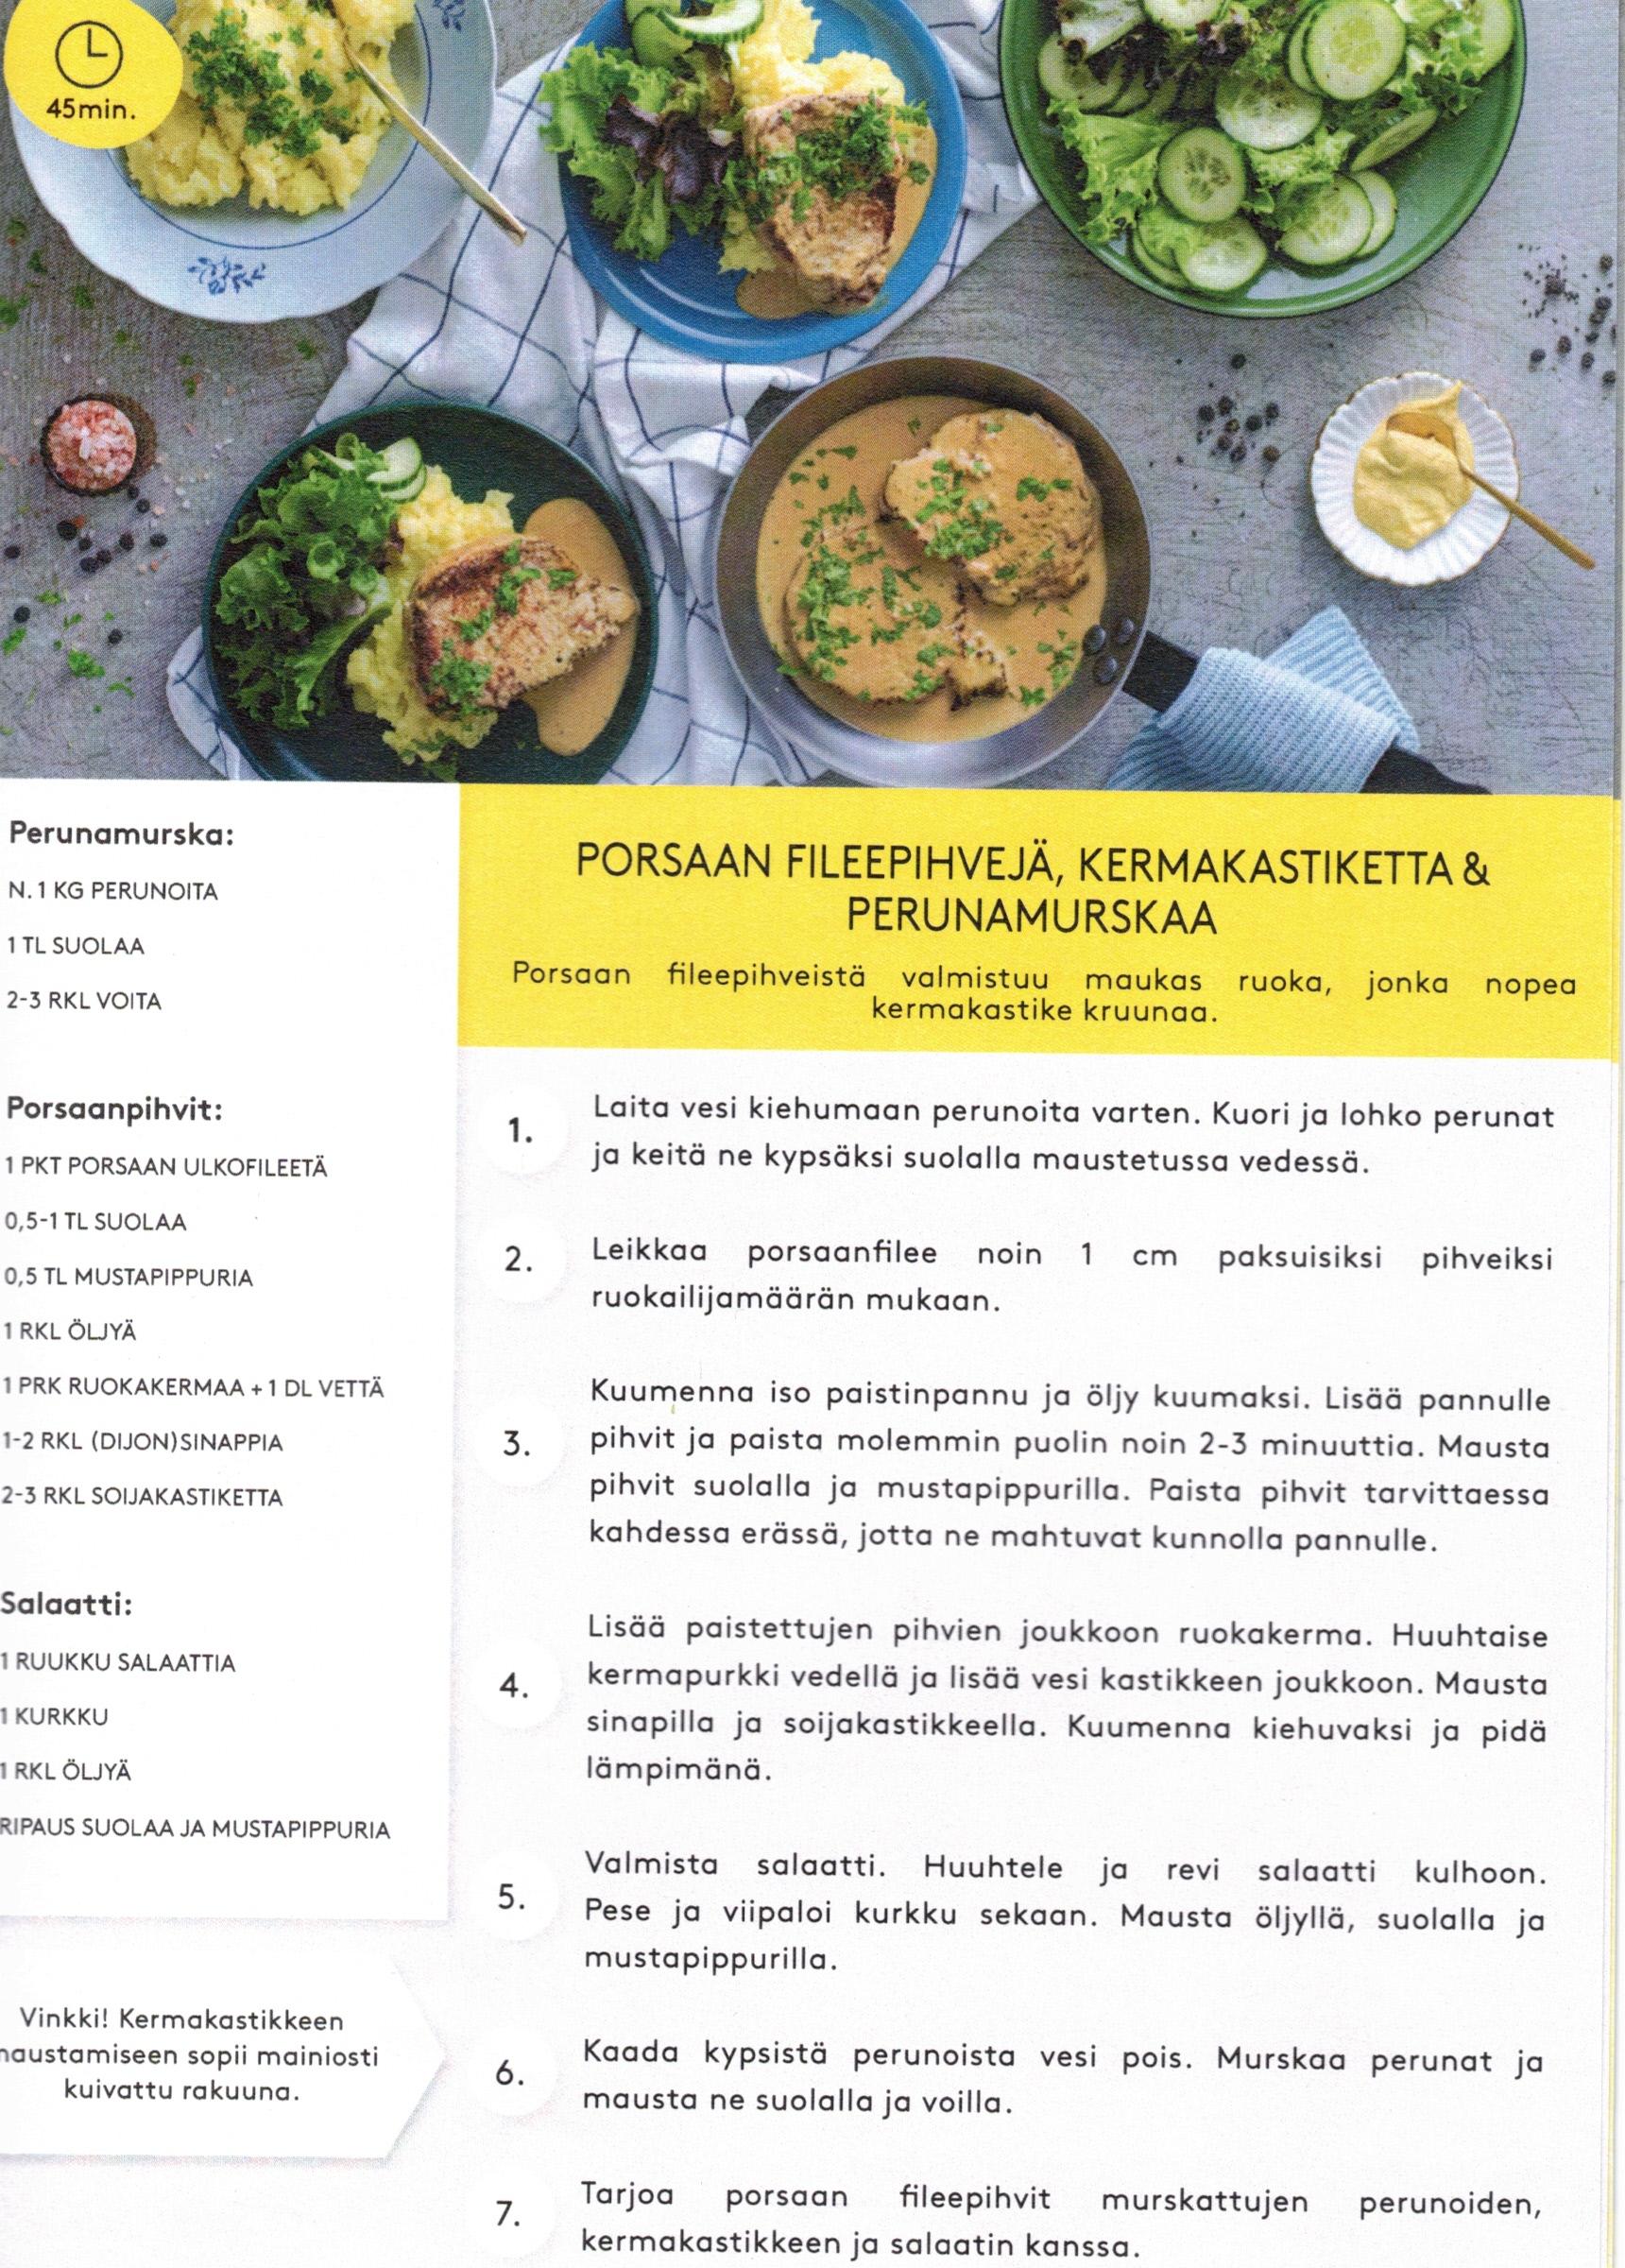 45min.
Perunamurska:
N. 1 KG PERUNOITA
1 TL SUOLAA
2-3 RKL VOITA
Porsaanpihvit:
1 PKT PORSAAN ULKOFILEETÄ
0,5-1 TL SUOLAA
0,5 TL MUSTAPIPPURIA
1 RKL ÖLJYÄ
1 PRK RUOKAKERMAA + 1 DL VETTÄ
1-2 RKL (DIJON)SINAPPIA
2-3 RKL SOIJAKASTIKETTA
Salaatti:
1 RUUKKU SALAATTIA
1 KURKKU
1 RKL ÖLJYÄ
RIPAUS SUOLAA JA MUSTAPIPPURIA
Vinkki! Kermakastikkeen
maustamiseen sopii mainiosti
kuivattu rakuuna.
PORSAAN FILEEPIHVEJÄ, KERMAKASTIKETTA &
PERUNAMURSKAA
Porsaan fileepihveistä valmistuu maukas ruoka, jonka nopea
kermakastike kruunaa.
1. Laita vesi kiehumaan perunoita varten. Kuori ja lohko perunat
ja keitä ne kypsäksi suolalla maustetussa vedessä.
2. Leikkaa porsaanfilee noin 1 cm paksuisiksi pihveiksi
ruokailijamäärän mukaan.
3. Kuumenna iso paistinpannu ja öljy kuumaksi. Lisää pannulle
pihvit ja paista molemmin puolin noin 2-3 minuuttia. Mausta
pihvit suolalla ja mustapippurilla. Paista pihvit tarvittaessa
kahdessa erässä, jotta ne mahtuvat kunnolla pannulle.
4. Lisää paistettujen pihvien joukkoon ruokakerma. Huuhtaise
kermapurkki vedellä ja lisää vesi kastikkeen joukkoon. Mausta
sinapilla ja soijakastikkeella. Kuumenna kiehuvaksi ja pidä
lämpimänä.
5. Valmista salaatti. Huuhtele ja revi salaatti kulhoon.
Pese ja viipaloi kurkku sekaan. Mausta öljyllä, suolalla ja
mustapippurilla.
6. Kaada kypsistä perunoista vesi pois. Murskaa perunat ja
mausta ne suolalla ja voilla.
7. Tarjoa porsaan fileepihvit murskattujen perunoiden,
kermakastikkeen ja salaatin kanssa.